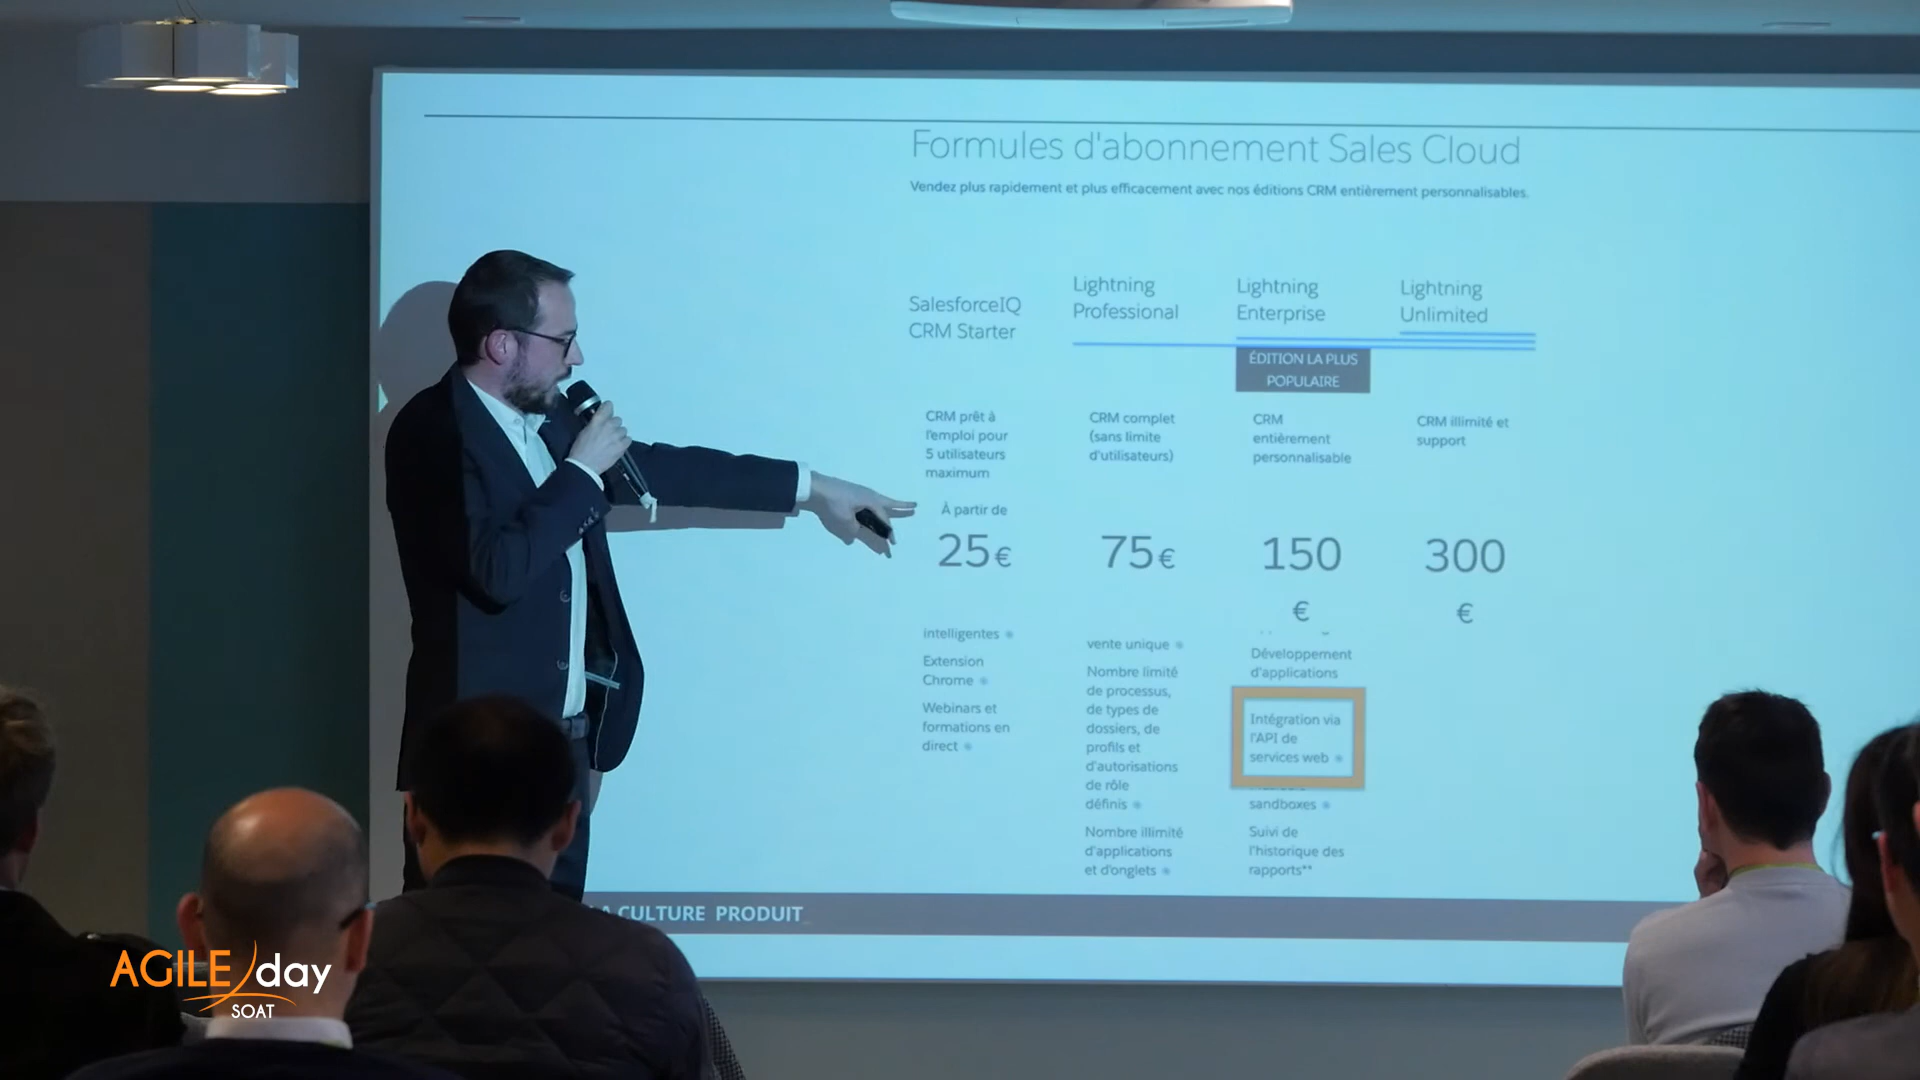 Formules d'abonnement Sales Cloud
Vendez plus rapidement et plus efficacement avec nos éditions CRM entièrement personnalisables.
SalesforceIQ
CRM Starter
Lightning
Professional
Lightning
Enterprise
Lightning
Unlimited
ÉDITION LA PLUS
POPULAIRE
CRM prêt à
l'emploi pour
5 utilisateurs
maximum
CRM complet
(sans limite
d'utilisateurs)
CRM
entièrement
personnalisable
CRM illimité et
support
À partir de
25€
75€
150
€
300
€
intelligentes
Extension
Chrome
Webinars et
formations en
direct
vente unique
Nombre limité
de processus,
de types de
dossiers, de
profils et
d'autorisations
de rôle
définis
Nombre illimité
d'applications
et d'onglets
Développement
d'applications
Intégration via
l'API de
services web
sandboxes
Suivi de
l'historique des
rapports**
CULTURE PRODUIT
AGILE day
SOAT